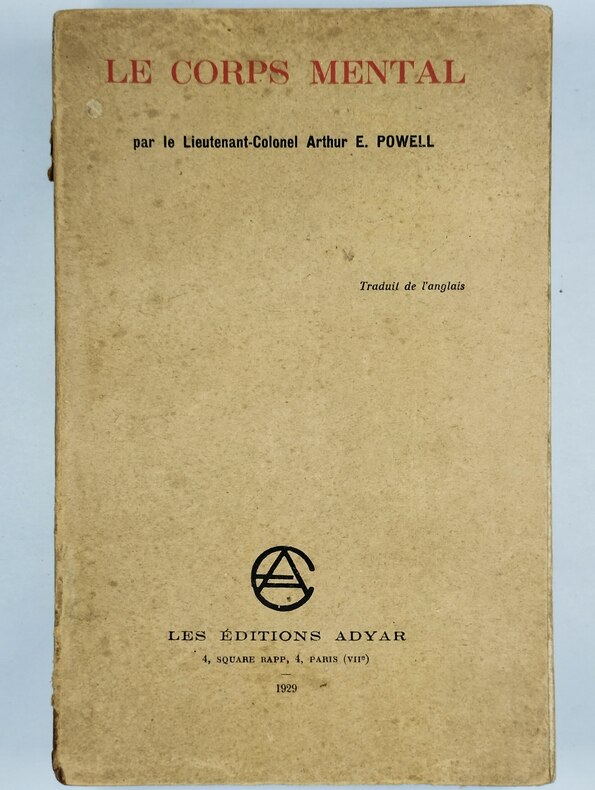 LE CORPS MENTAL
par le Lieutenant-Colonel Arthur E. POWELL
Traduit de l'anglais
LES ÉDITIONS ADYAR
4, SQUARE RAPP, 4, PARIS (VIIe)
1929